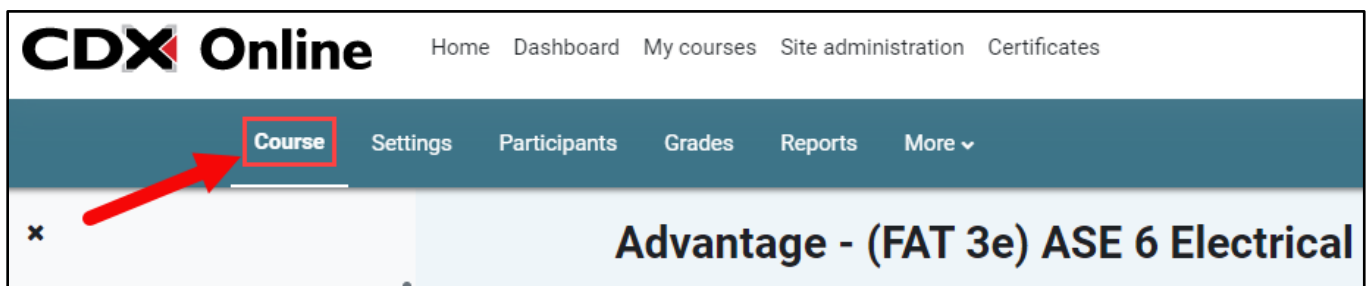 CDX Online Home Dashboard My courses Site administration Certificates
Course Settings Participants Grades Reports More
Advantage - (FAT 3e) ASE 6 Electrical